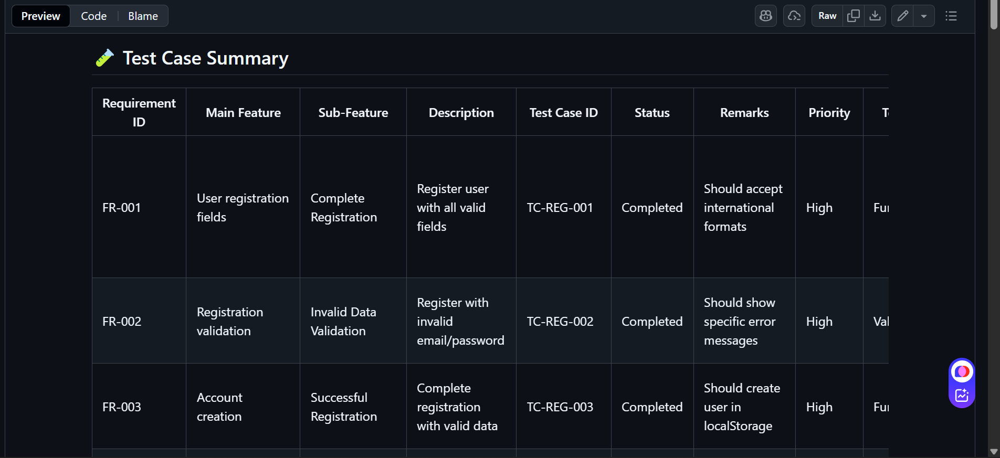 Preview
Code
Blame
Raw
Test Case Summary
Requirement
ID
Main Feature
Sub-Feature
Description
Test Case ID
Status
Remarks
Priority
FR-001
User registration
fields
Complete
Registration
Register user
with all valid
fields
TC-REG-001
Completed
Should accept
international
formats
High
FR-002
Registration
validation
Invalid Data
Validation
Register with
invalid
email/password
TC-REG-002
Completed
Should show
specific error
messages
High
FR-003
Account
creation
Successful
Registration
Complete
registration
with valid data
TC-REG-003
Completed
Should create
user in
localStorage
High